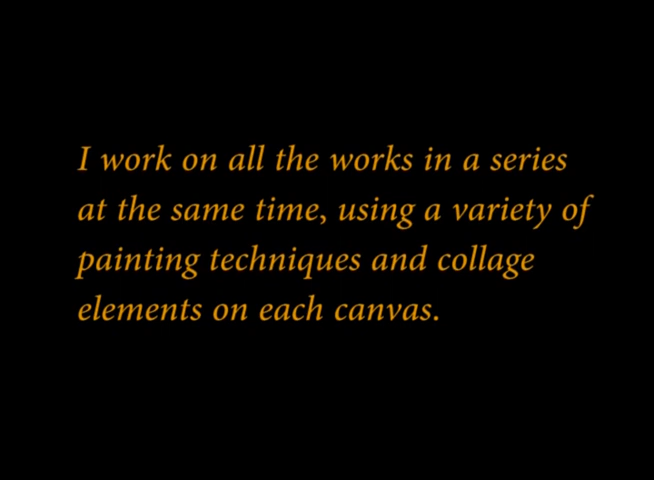 I work on all the works in a series
at the same time, using a variety of
painting techniques and collage
elements on each canvas.